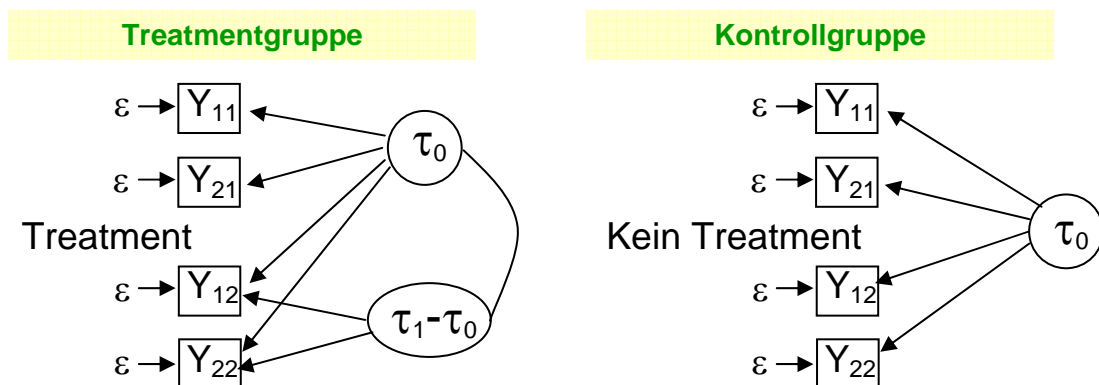 Treatmentgruppe
ε Y₁₁
τ₀
ε Y₂₁
Treatment
ε Y₁₂
τ₁-τ₀
ε Y₂₂
Kontrollgruppe
ε Y₁₁
ε Y₂₁
Kein Treatment
τ₀
ε Y₁₂
ε Y₂₂